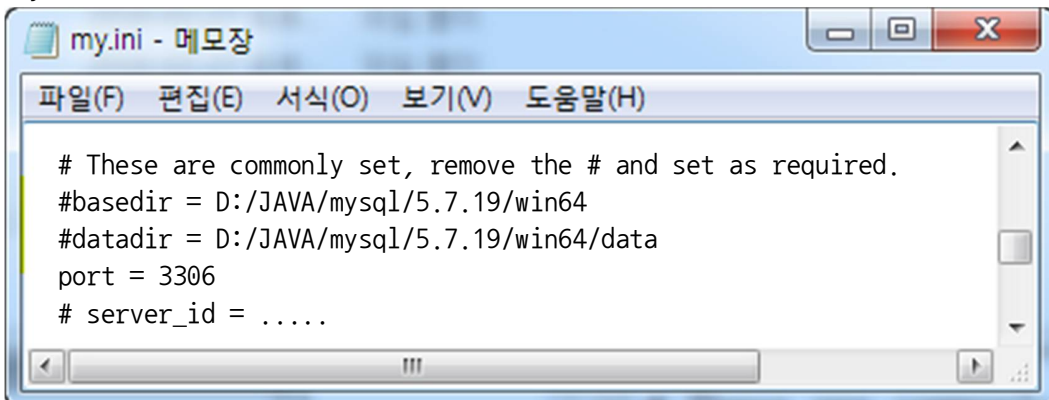 my.ini - 메모장
파일(F) 편집(E) 서식(O) 보기(V) 도움말(H)
# These are commonly set, remove the # and set as required.
#basedir = D:/JAVA/mysql/5.7.19/win64
#datadir = D:/JAVA/mysql/5.7.19/win64/data
port = 3306
# server_id = .....